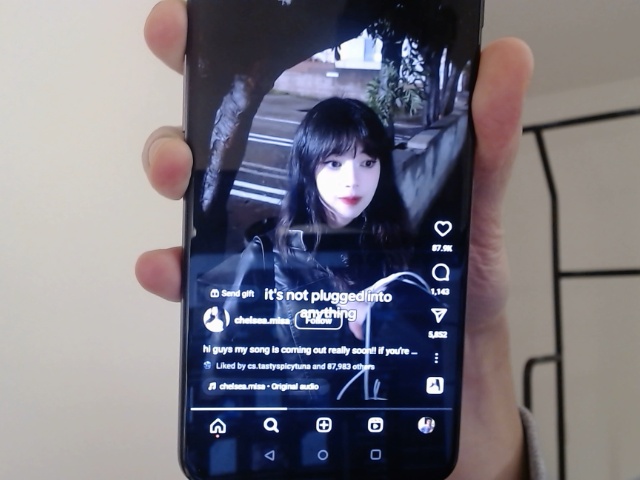 87.9K
1,143
Send gift
it's not plugged into
anything
chelsea.misa
Follow
5,852
hi guys my song is coming out really soon!! if you're ...
Liked by cs.tastyspicytuna and 87,983 others
chelsea.misa • Original audio